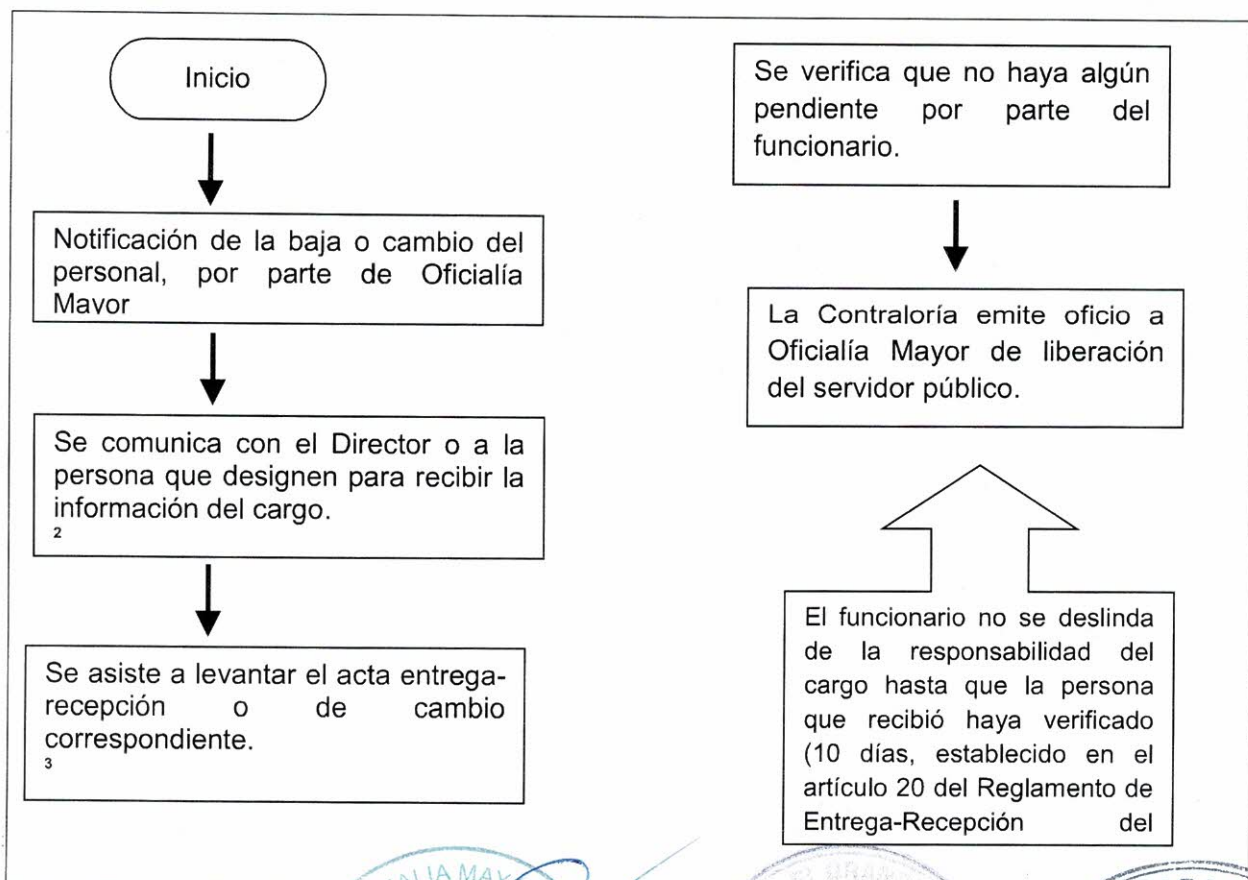 Inicio
Notificación de la baja o cambio del
personal, por parte de Oficialía
Mavor
Se comunica con el Director o a la
persona que designen para recibir la
información del cargo.
2
Se asiste a levantar el acta entrega-
recepción o de cambio
correspondiente.
3
Se verifica que no haya algún
pendiente por parte del
funcionario.
La Contraloría emite oficio a
Oficialía Mayor de liberación
del servidor público.
El funcionario no se deslinda
de la responsabilidad del
cargo hasta que la persona
que recibió haya verificado
(10 días, establecido en el
artículo 20 del Reglamento de
Entrega-Recepción del